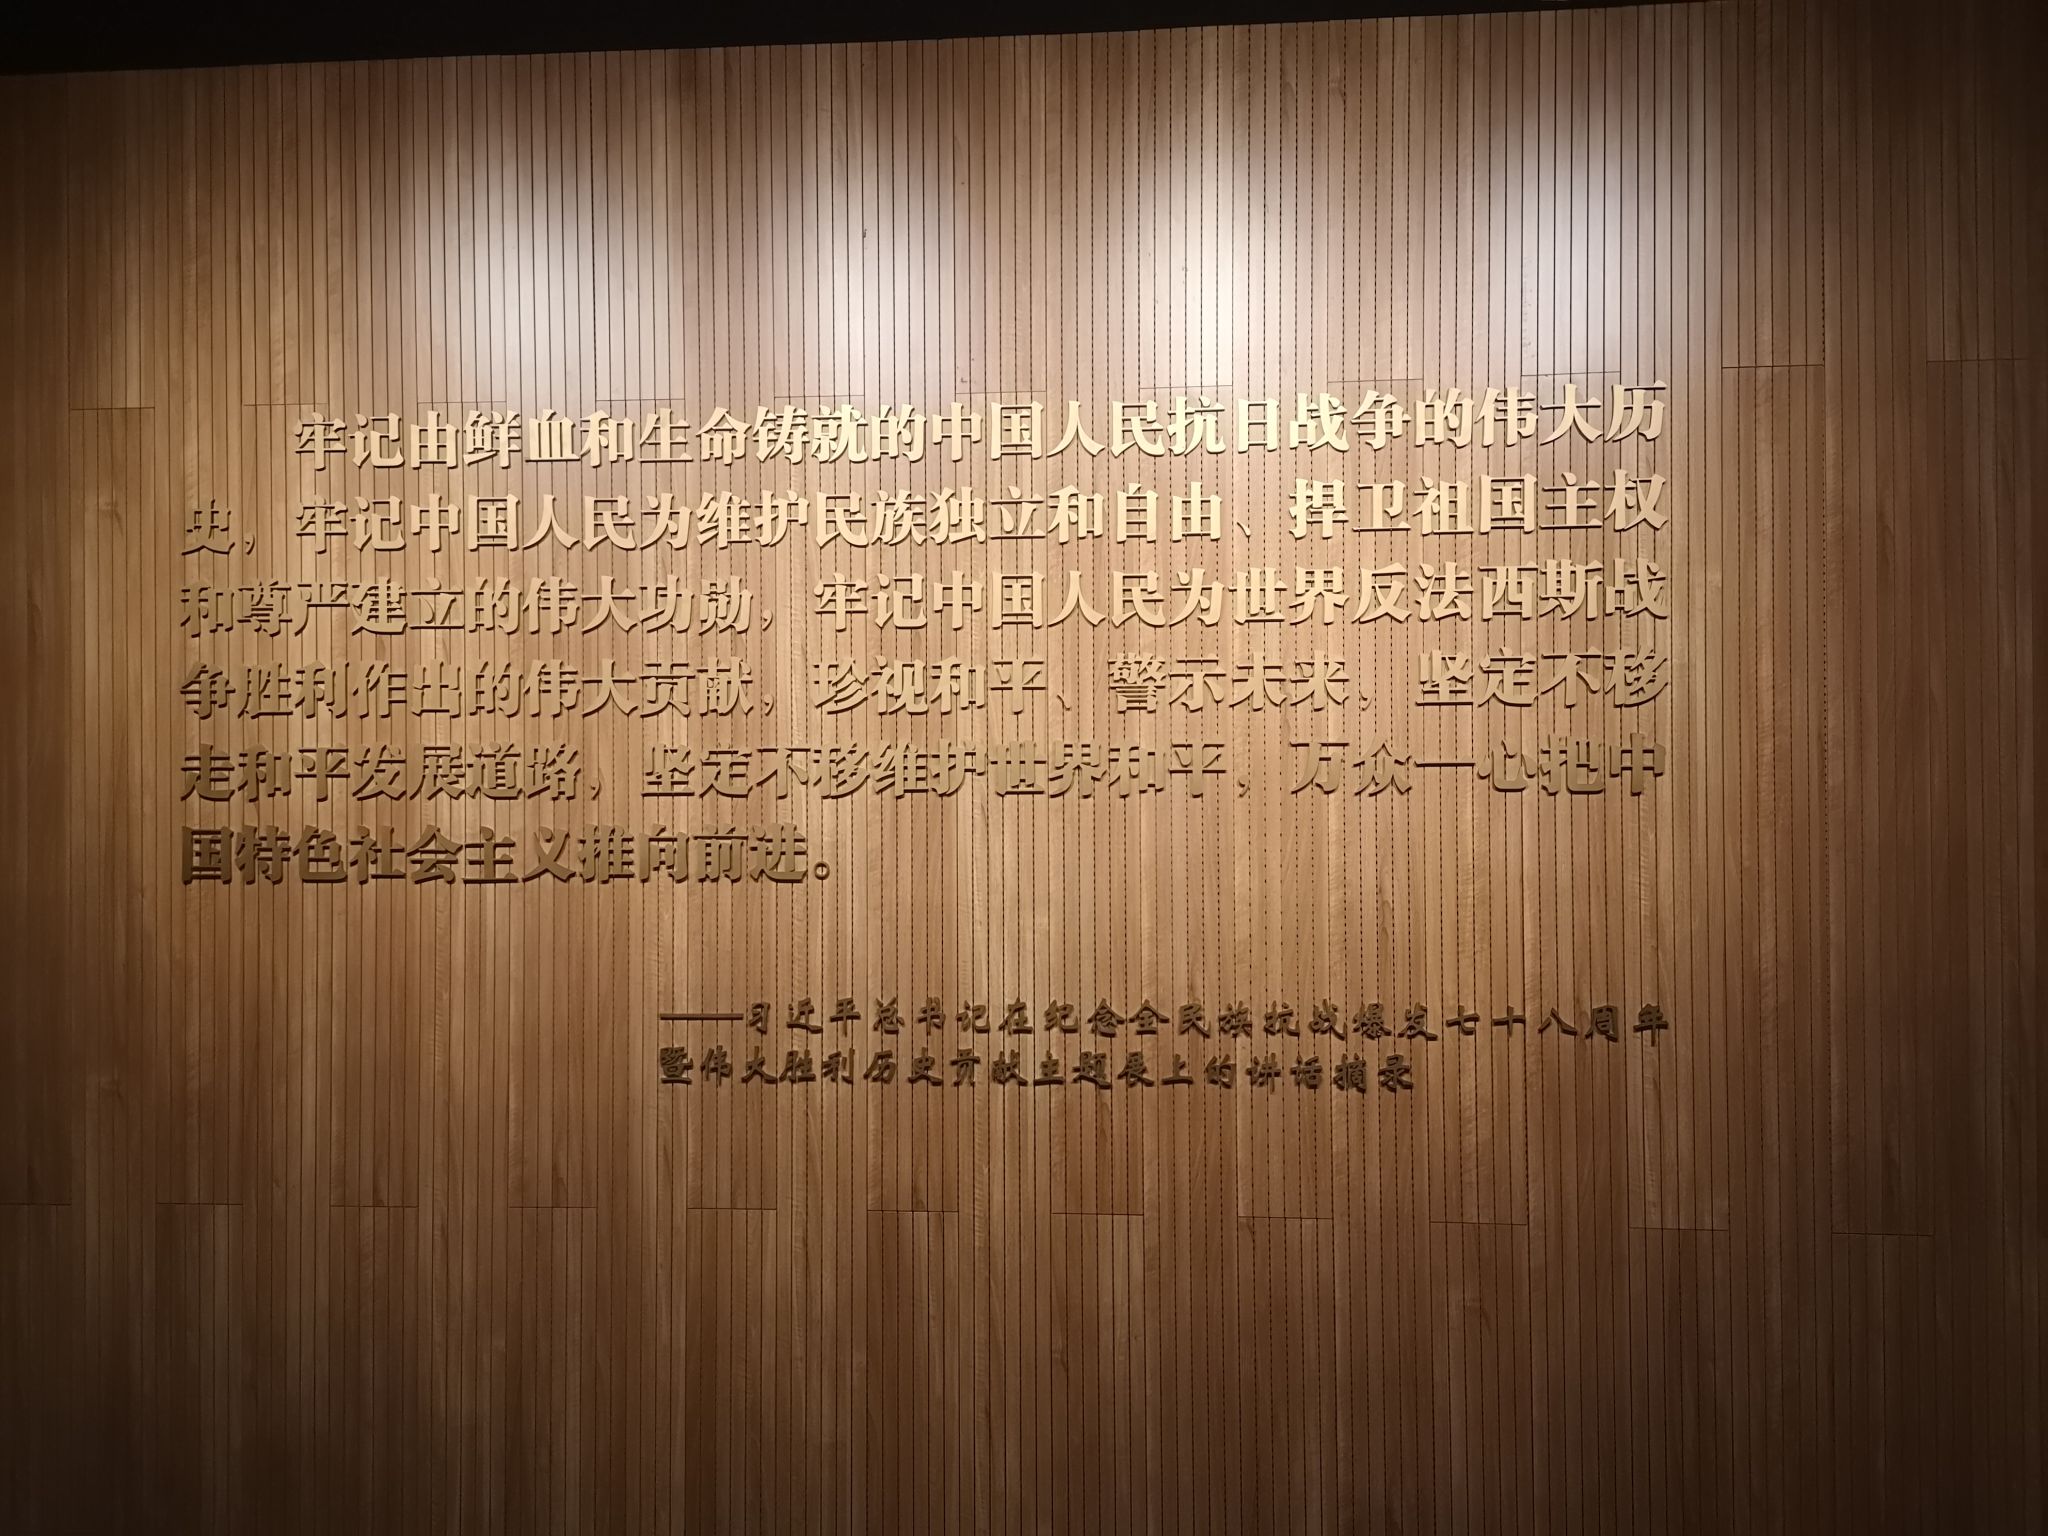 牢记由鲜血和生命铸就的中国人民抗日战争的伟大历
史，牢记中国人民为维护民族独立和自由、捍卫祖国主权
和尊严建立的伟大功勋，牢记中国人民为世界反法西斯战
争胜利作出的伟大贡献，珍视和平、警示未来，坚定不移
走和平发展道路，坚定不移维护世界和平，万众一心把中
国特色社会主义推向前进。
——习近平总书记在纪念全民族抗战爆发七十八周年
暨伟大胜利历史贡献主题展上的讲话摘录